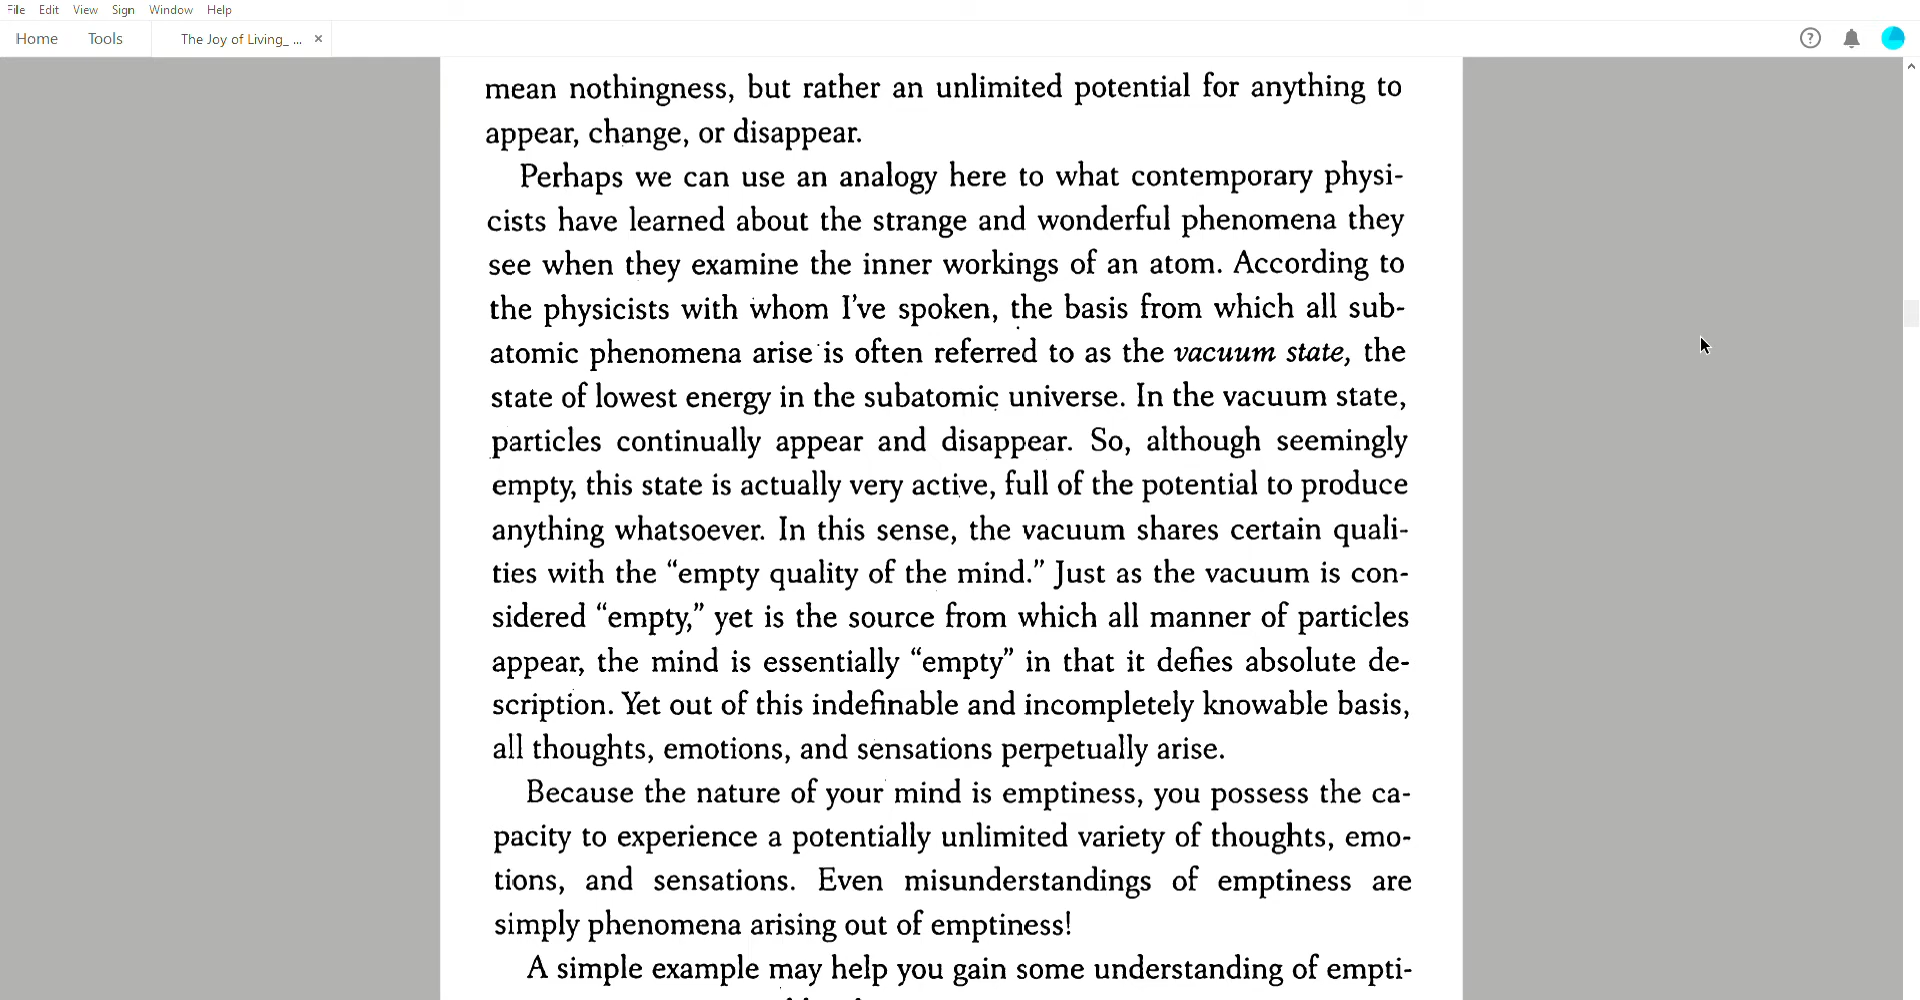 File Edit View Sign Window Help
Home Tools The Joy of Living_ ... ×
mean nothingness, but rather an unlimited potential for anything to
appear, change, or disappear.
Perhaps we can use an analogy here to what contemporary physi-
cists have learned about the strange and wonderful phenomena they
see when they examine the inner workings of an atom. According to
the physicists with whom I've spoken, the basis from which all sub-
atomic phenomena arise is often referred to as the vacuum state, the
state of lowest energy in the subatomic universe. In the vacuum state,
particles continually appear and disappear. So, although seemingly
empty, this state is actually very active, full of the potential to produce
anything whatsoever. In this sense, the vacuum shares certain quali-
ties with the “empty quality of the mind.” Just as the vacuum is con-
sidered “empty,” yet is the source from which all manner of particles
appear, the mind is essentially “empty” in that it defies absolute de-
scription. Yet out of this indefinable and incompletely knowable basis,
all thoughts, emotions, and sensations perpetually arise.
Because the nature of your mind is emptiness, you possess the ca-
pacity to experience a potentially unlimited variety of thoughts, emo-
tions, and sensations. Even misunderstandings of emptiness are
simply phenomena arising out of emptiness!
A simple example may help you gain some understanding of empti-